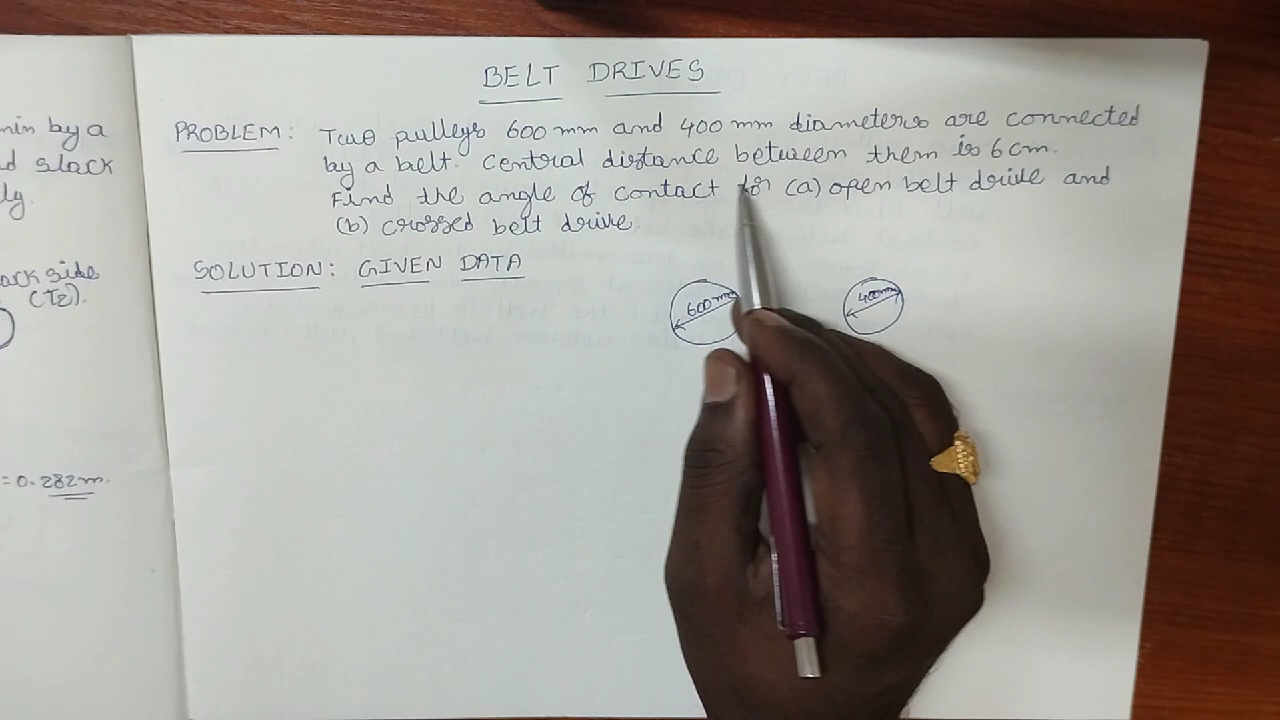 BELT DRIVES
min by a
d slack
ly.
ack side
(T2).
= 0.282m.
PROBLEM: Two pulleys 600 mm and 400 mm diameters are connected
by a belt. Central distance between them is 6cm.
Find the angle of contact for (a) open belt drive and
(b) crossed belt drive.
SOLUTION: GIVEN DATA
600mm
400mm